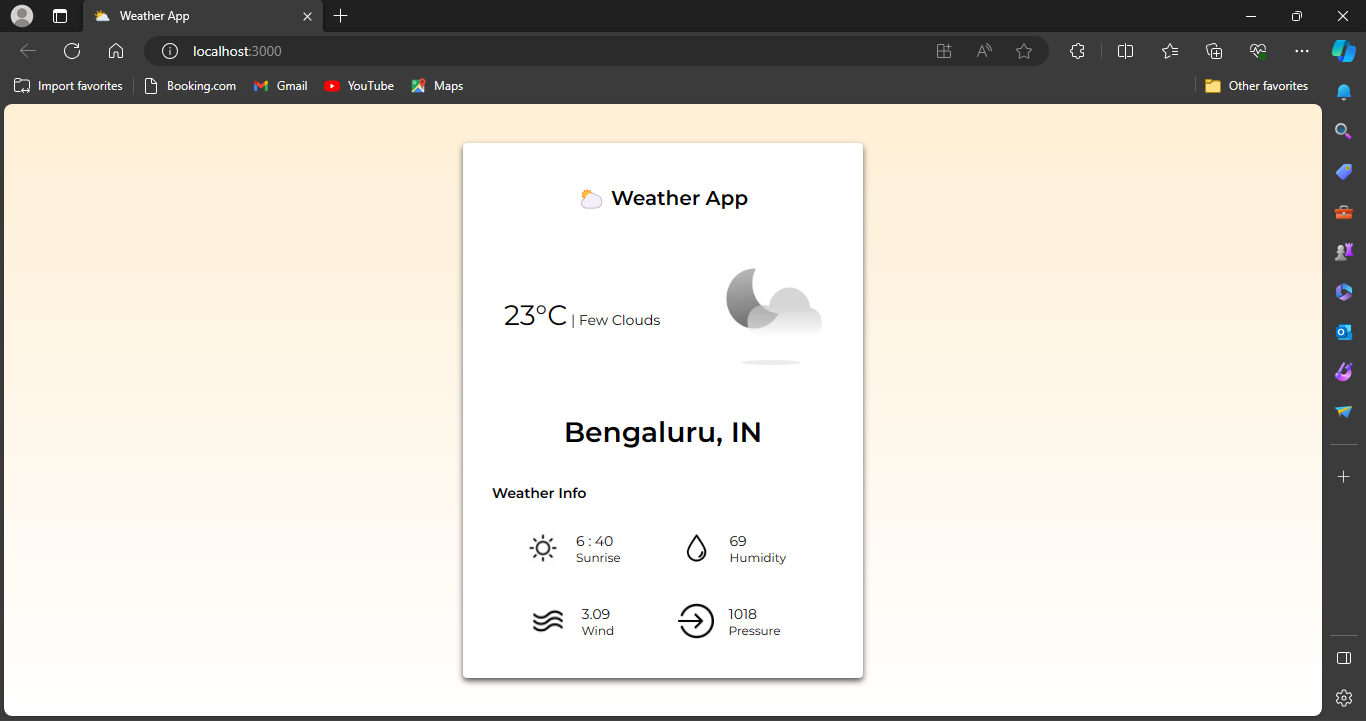 Weather App
localhost:3000
Import favorites
Booking.com
Gmail
YouTube
Maps
Other favorites
Weather App
23°C | Few Clouds
Bengaluru, IN
Weather Info
6 : 40
Sunrise
69
Humidity
3.09
Wind
1018
Pressure